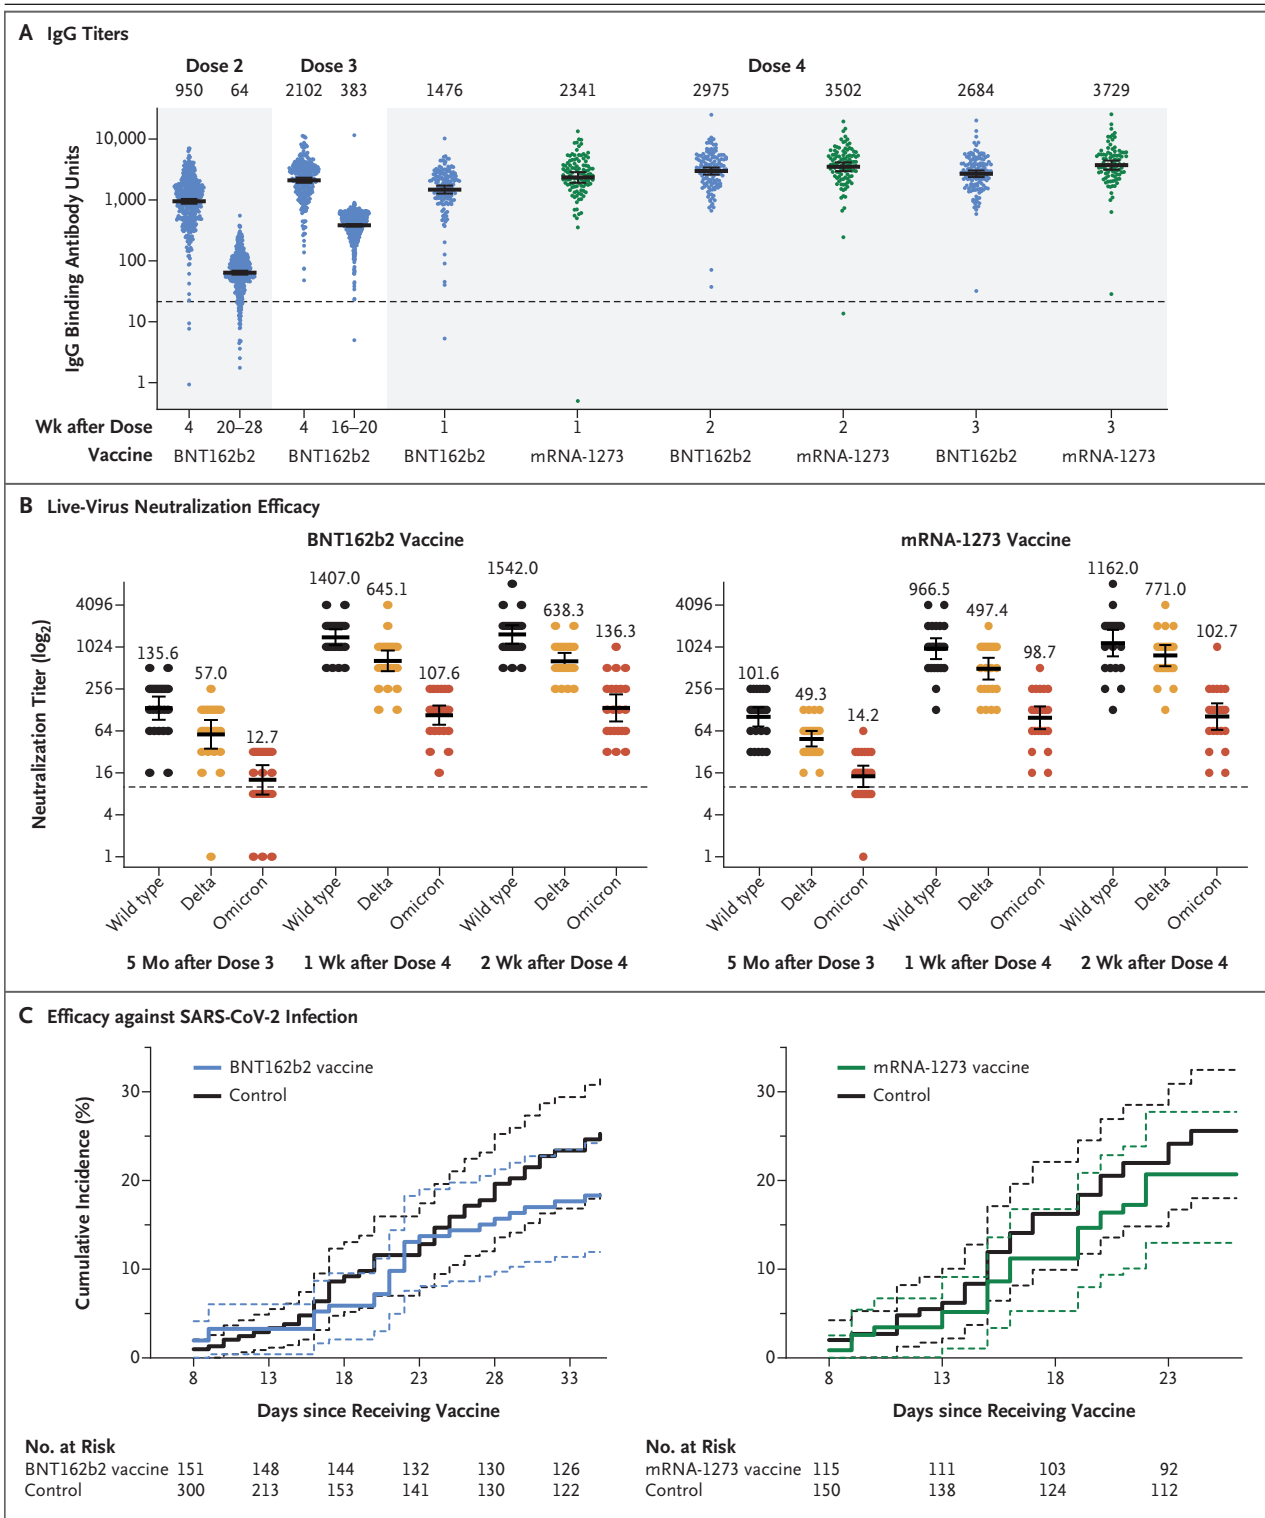 A IgG Titers
Dose 2 Dose 3 Dose 4
950 64 2102 383 1476 2341 2975 3502 2684 3729
IgG Binding Antibody Units
10,000
1,000
100
10
1
Wk after Dose 4 20–28 4 16–20 1 1 2 2 3 3
Vaccine BNT162b2 BNT162b2 BNT162b2 mRNA-1273 BNT162b2 mRNA-1273 BNT162b2 mRNA-1273
B Live-Virus Neutralization Efficacy
BNT162b2 Vaccine
Neutralization Titer (log₂)
4096
1024
256
64
16
4
1
135.6 57.0 12.7 1407.0 645.1 107.6 1542.0 638.3 136.3
Wild type Delta Omicron Wild type Delta Omicron Wild type Delta Omicron
5 Mo after Dose 3 1 Wk after Dose 4 2 Wk after Dose 4
mRNA-1273 Vaccine
4096
1024
256
64
16
4
1
101.6 49.3 14.2 966.5 497.4 98.7 1162.0 771.0 102.7
Wild type Delta Omicron Wild type Delta Omicron Wild type Delta Omicron
5 Mo after Dose 3 1 Wk after Dose 4 2 Wk after Dose 4
C Efficacy against SARS-CoV-2 Infection
BNT162b2 vaccine
Control
Cumulative Incidence (%)
30
20
10
0
8 13 18 23 28 33
Days since Receiving Vaccine
No. at Risk
BNT162b2 vaccine 151 148 144 132 130 126
Control 300 213 153 141 130 122
mRNA-1273 vaccine
Control
30
20
10
0
8 13 18 23
Days since Receiving Vaccine
No. at Risk
mRNA-1273 vaccine 115 111 103 92
Control 150 138 124 112